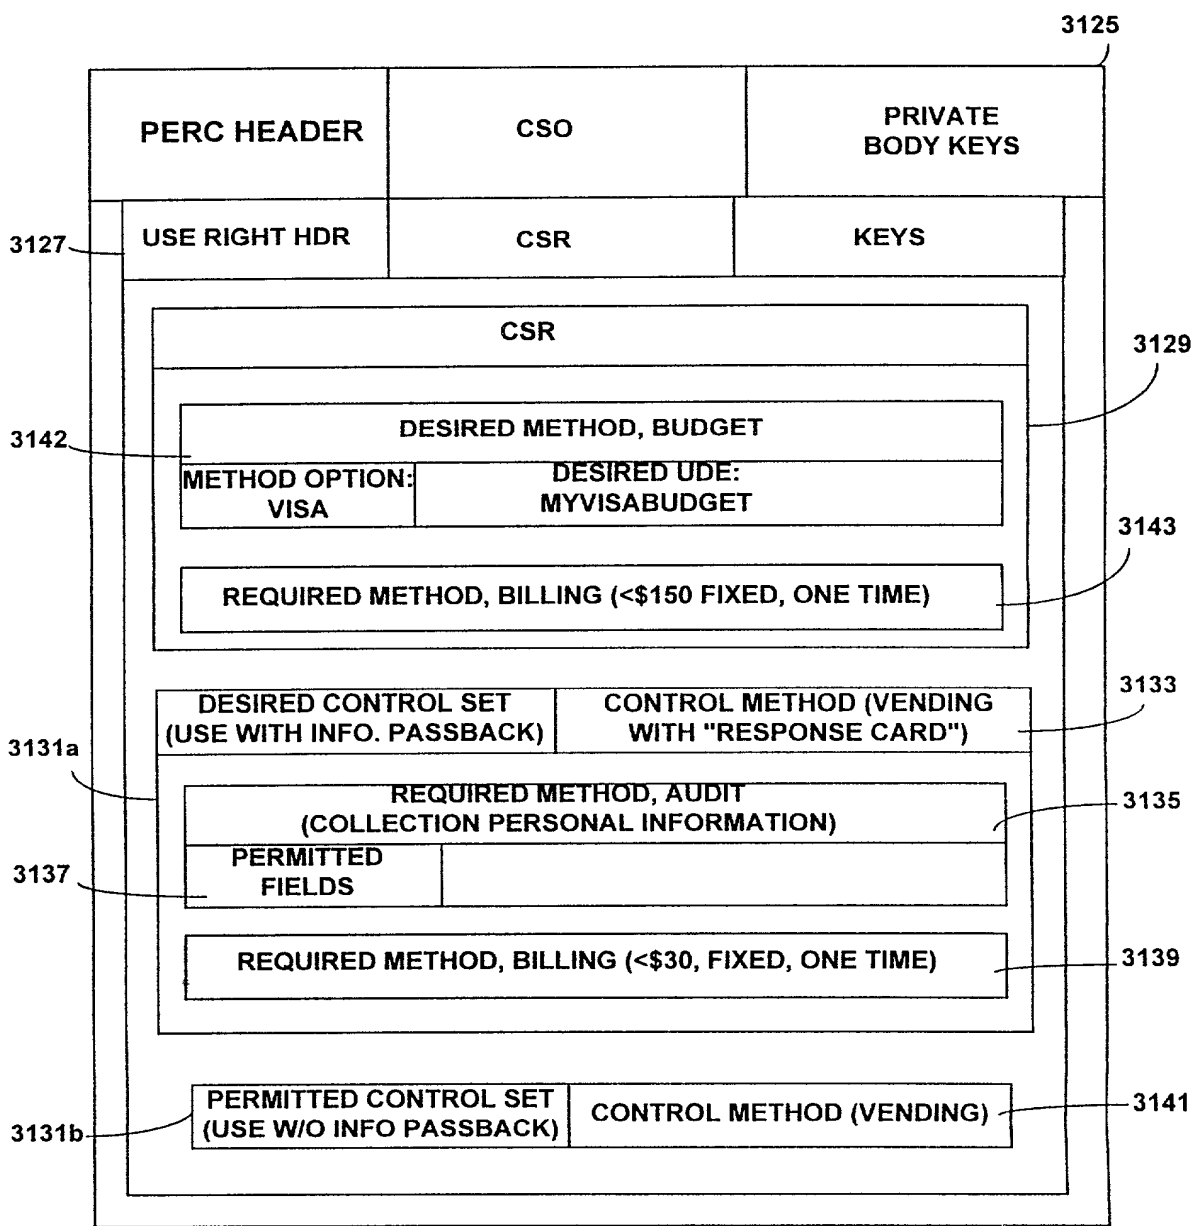 3125
PERC HEADER
CSO
PRIVATE
BODY KEYS
3127
USE RIGHT HDR
CSR
KEYS
CSR
3129
3142
DESIRED METHOD, BUDGET
METHOD OPTION:
VISA
DESIRED UDE:
MYVISABUDGET
3143
REQUIRED METHOD, BILLING (<$150 FIXED, ONE TIME)
3133
DESIRED CONTROL SET
(USE WITH INFO. PASSBACK)
CONTROL METHOD (VENDING
WITH "RESPONSE CARD")
3131a
REQUIRED METHOD, AUDIT
(COLLECTION PERSONAL INFORMATION)
3135
3137
PERMITTED
FIELDS
REQUIRED METHOD, BILLING (<$30, FIXED, ONE TIME)
3139
PERMITTED CONTROL SET
(USE W/O INFO PASSBACK)
CONTROL METHOD (VENDING)
3141
3131b